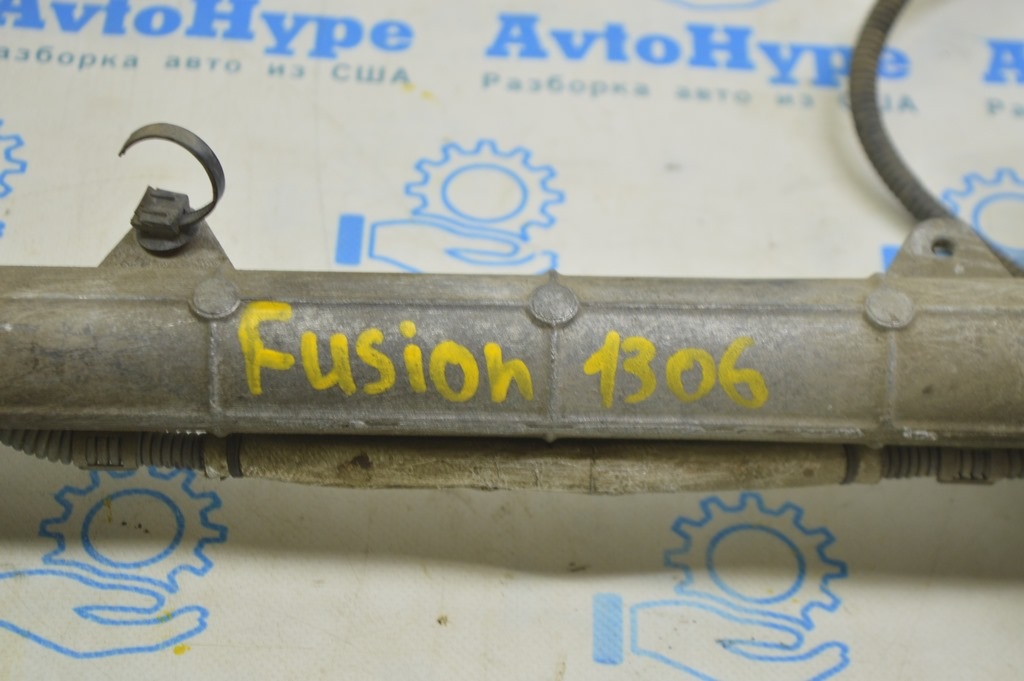 AvtoHype AvtoHype
Разборка авто из США Разборка авто из США
Fusion 1306